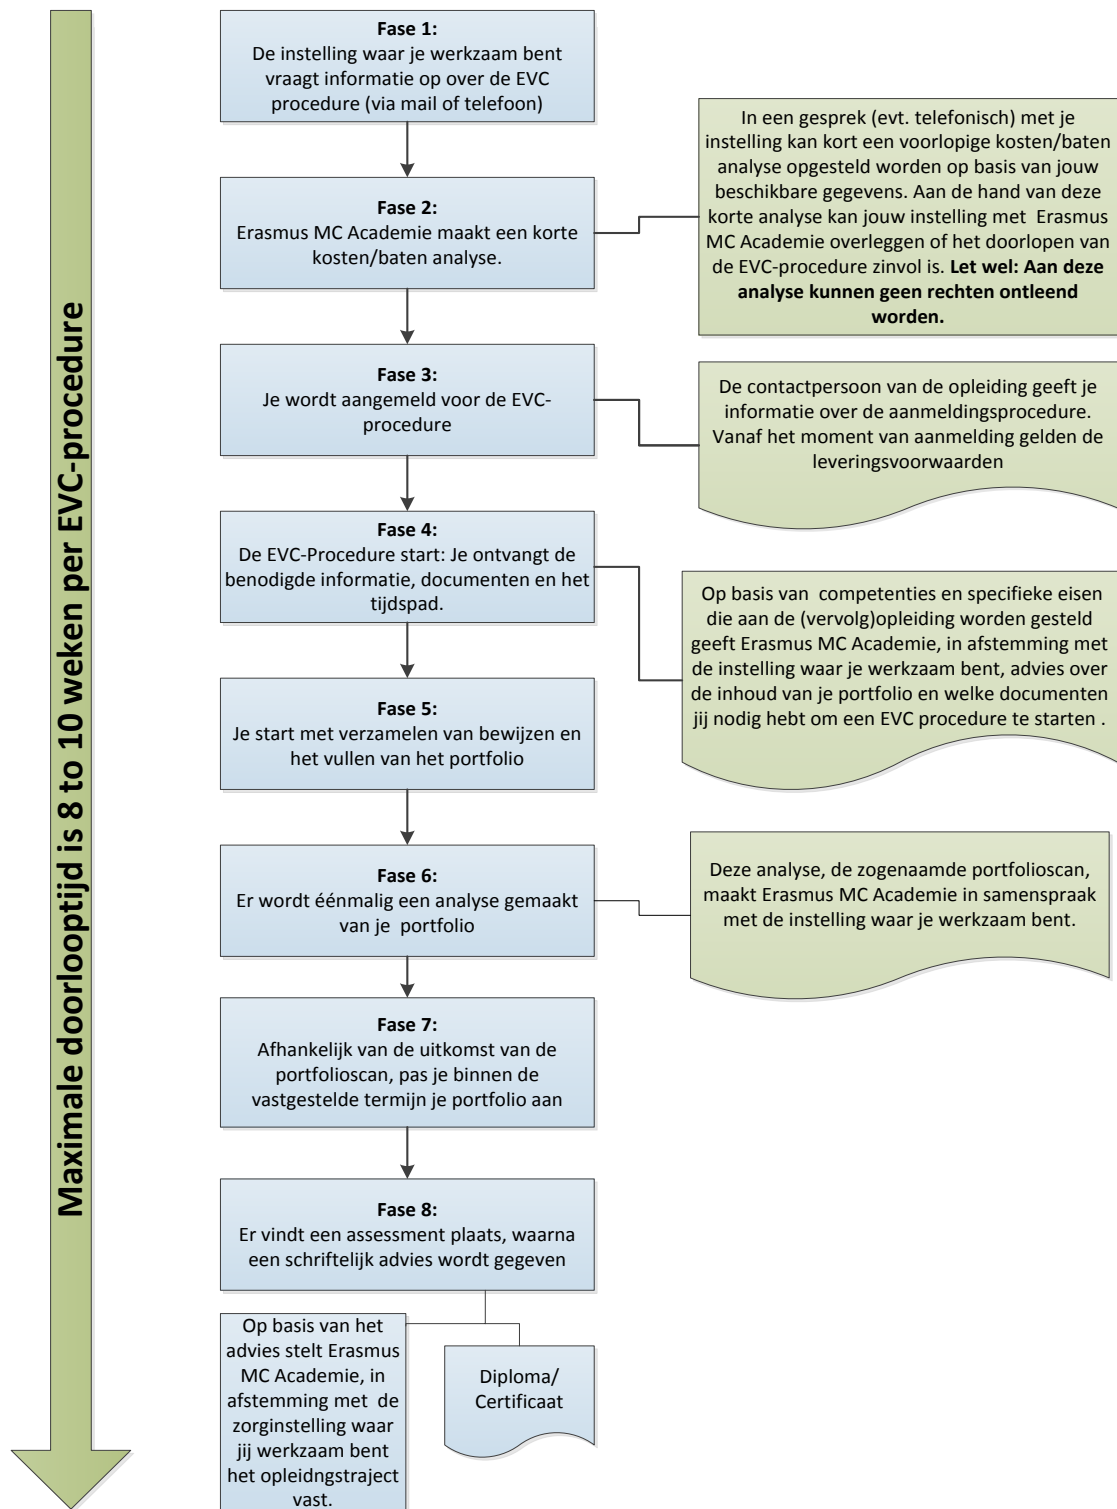 Maximale doorlooptijd is 8 to 10 weken per EVC-procedure
Fase 1:
De instelling waar je werkzaam bent
vraagt informatie op over de EVC
procedure (via mail of telefoon)
Fase 2:
Erasmus MC Academie maakt een korte
kosten/baten analyse.
In een gesprek (evt. telefonisch) met je
instelling kan kort een voorlopige kosten/baten
analyse opgesteld worden op basis van jouw
beschikbare gegevens. Aan de hand van deze
korte analyse kan jouw instelling met  Erasmus
MC Academie overleggen of het doorlopen van
de EVC-procedure zinvol is. Let wel: Aan deze
analyse kunnen geen rechten ontleend
worden.
Fase 3:
Je wordt aangemeld voor de EVC-
procedure
De contactpersoon van de opleiding geeft je
informatie over de aanmeldingsprocedure.
Vanaf het moment van aanmelding gelden de
leveringsvoorwaarden
Fase 4:
De EVC-Procedure start: Je ontvangt de
benodigde informatie, documenten en het
tijdspad.
Op basis van  competenties en specifieke eisen
die aan de (vervolg)opleiding worden gesteld
geeft Erasmus MC Academie, in afstemming met
de instelling waar je werkzaam bent, advies over
de inhoud van je portfolio en welke documenten
jij nodig hebt om een EVC procedure te starten .
Fase 5:
Je start met verzamelen van bewijzen en
het vullen van het portfolio
Fase 6:
Er wordt éénmalig een analyse gemaakt
van je  portfolio
Deze analyse, de zogenaamde portfolioscan,
maakt Erasmus MC Academie in samenspraak
met de instelling waar je werkzaam bent.
Fase 7:
Afhankelijk van de uitkomst van de
portfolioscan, pas je binnen de
vastgestelde termijn je portfolio aan
Fase 8:
Er vindt een assessment plaats, waarna
een schriftelijk advies wordt gegeven
Op basis van het
advies stelt Erasmus
MC Academie, in
afstemming met  de
zorginstelling waar
jij werkzaam bent
het opleidngstraject
vast.
Diploma/
Certificaat